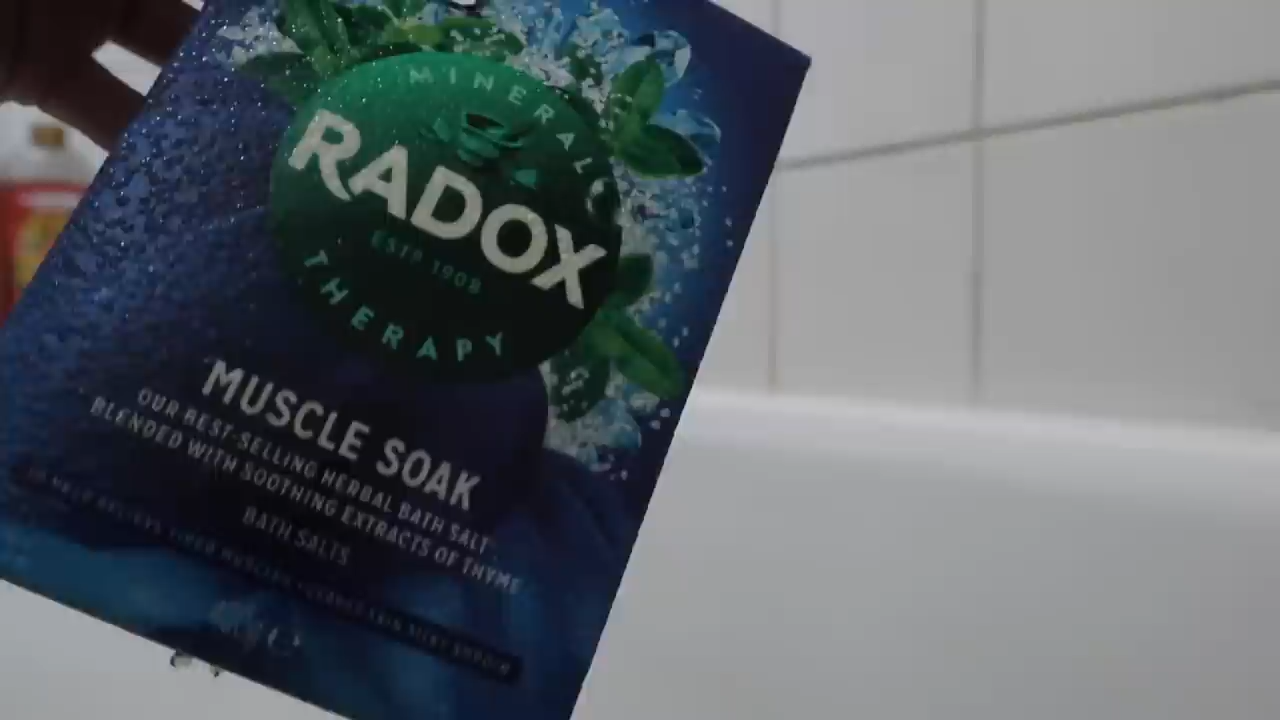 MINERAL
RADOX
ESTD 1908
THERAPY
MUSCLE SOAK
OUR BEST-SELLING HERBAL BATH SALT
BLENDED WITH SOOTHING EXTRACTS OF THYME
BATH SALTS